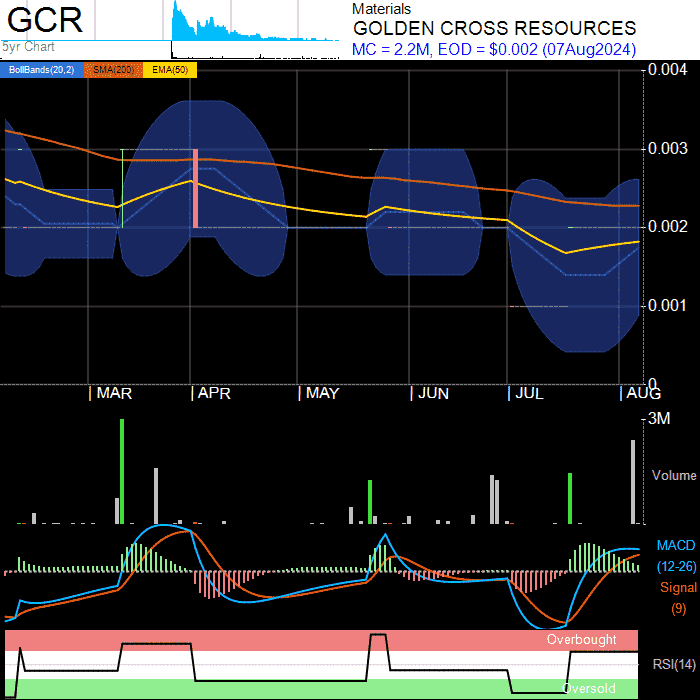 GCR
5yr Chart
Materials
GOLDEN CROSS RESOURCES
MC = 2.2M, EOD = $0.002 (07Aug2024)
BollBands(20,2) SMA(200) EMA(50)
0.004
0.003
0.002
0.001
0
MAR APR MAY JUN JUL AUG
3M
Volume
MACD
(12-26)
Signal
(9)
Overbought
RSI(14)
Oversold